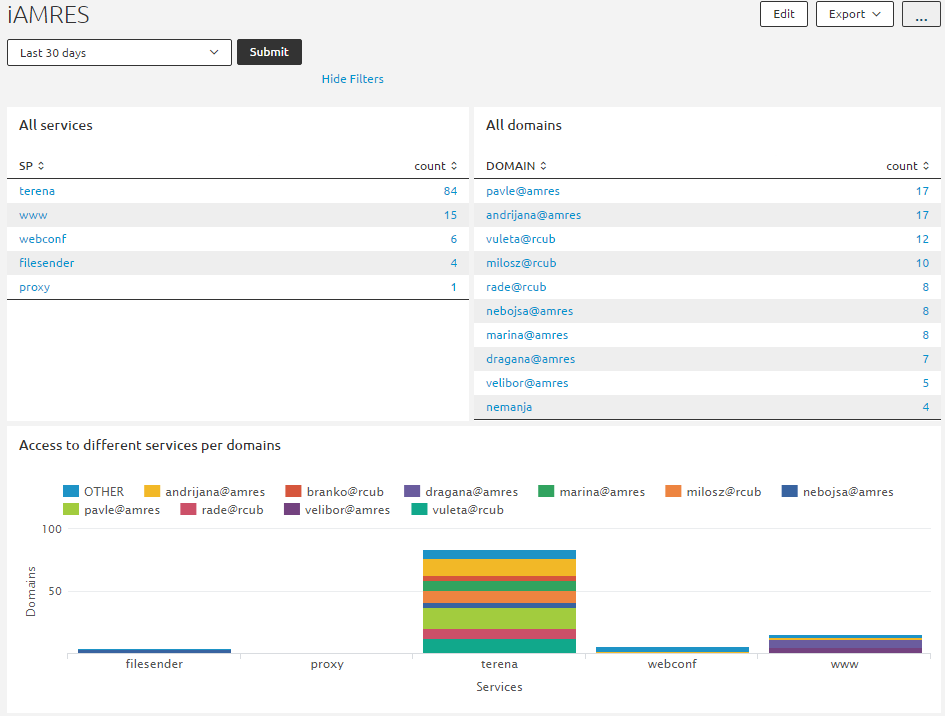 iAMRES
Edit
Export
...
Last 30 days
Submit
Hide Filters
All services
SP count
terena 84
www 15
webconf 6
filesender 4
proxy 1
All domains
DOMAIN count
pavle@amres 17
andrijana@amres 17
vuleta@rcub 12
milosz@rcub 10
rade@rcub 8
nebojsa@amres 8
marina@amres 8
dragana@amres 7
velibor@amres 5
nemanja 4
Access to different services per domains
OTHER andrijana@amres branko@rcub dragana@amres marina@amres milosz@rcub nebojsa@amres
pavle@amres rade@rcub velibor@amres vuleta@rcub
100
50
Domains
filesender proxy terena webconf www
Services